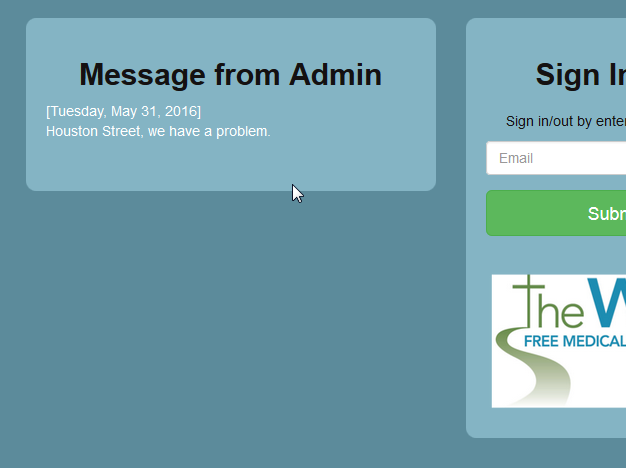 Message from Admin
[Tuesday, May 31, 2016]
Houston Street, we have a problem.
Sign In
Sign in/out by enter
Email
Subm
the W
FREE MEDICAL